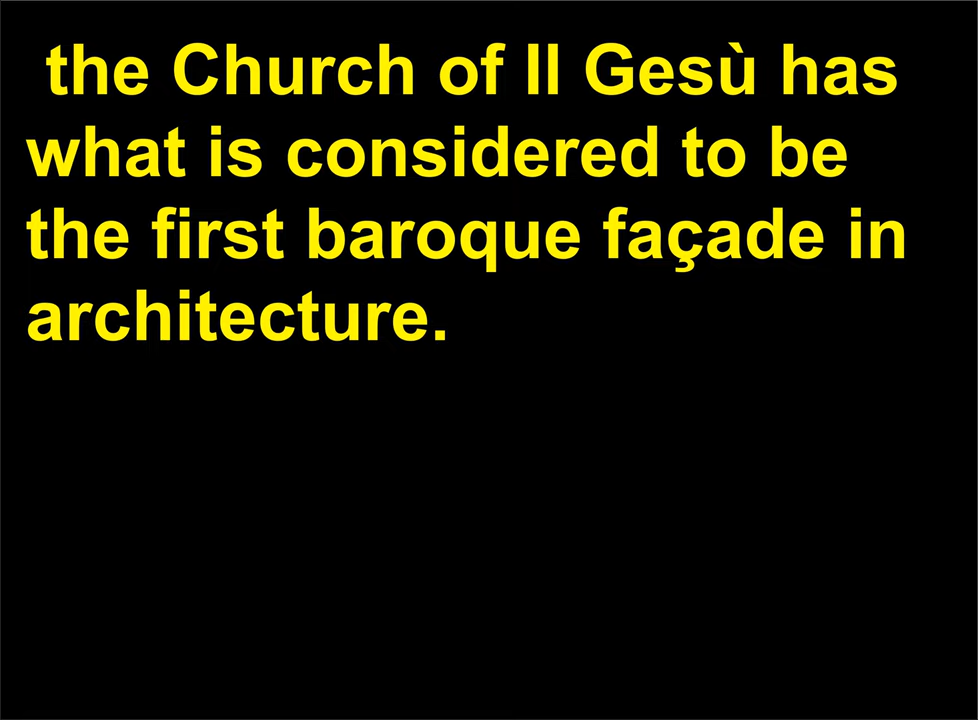 the Church of Il Gesù has
what is considered to be
the first baroque façade in
architecture.